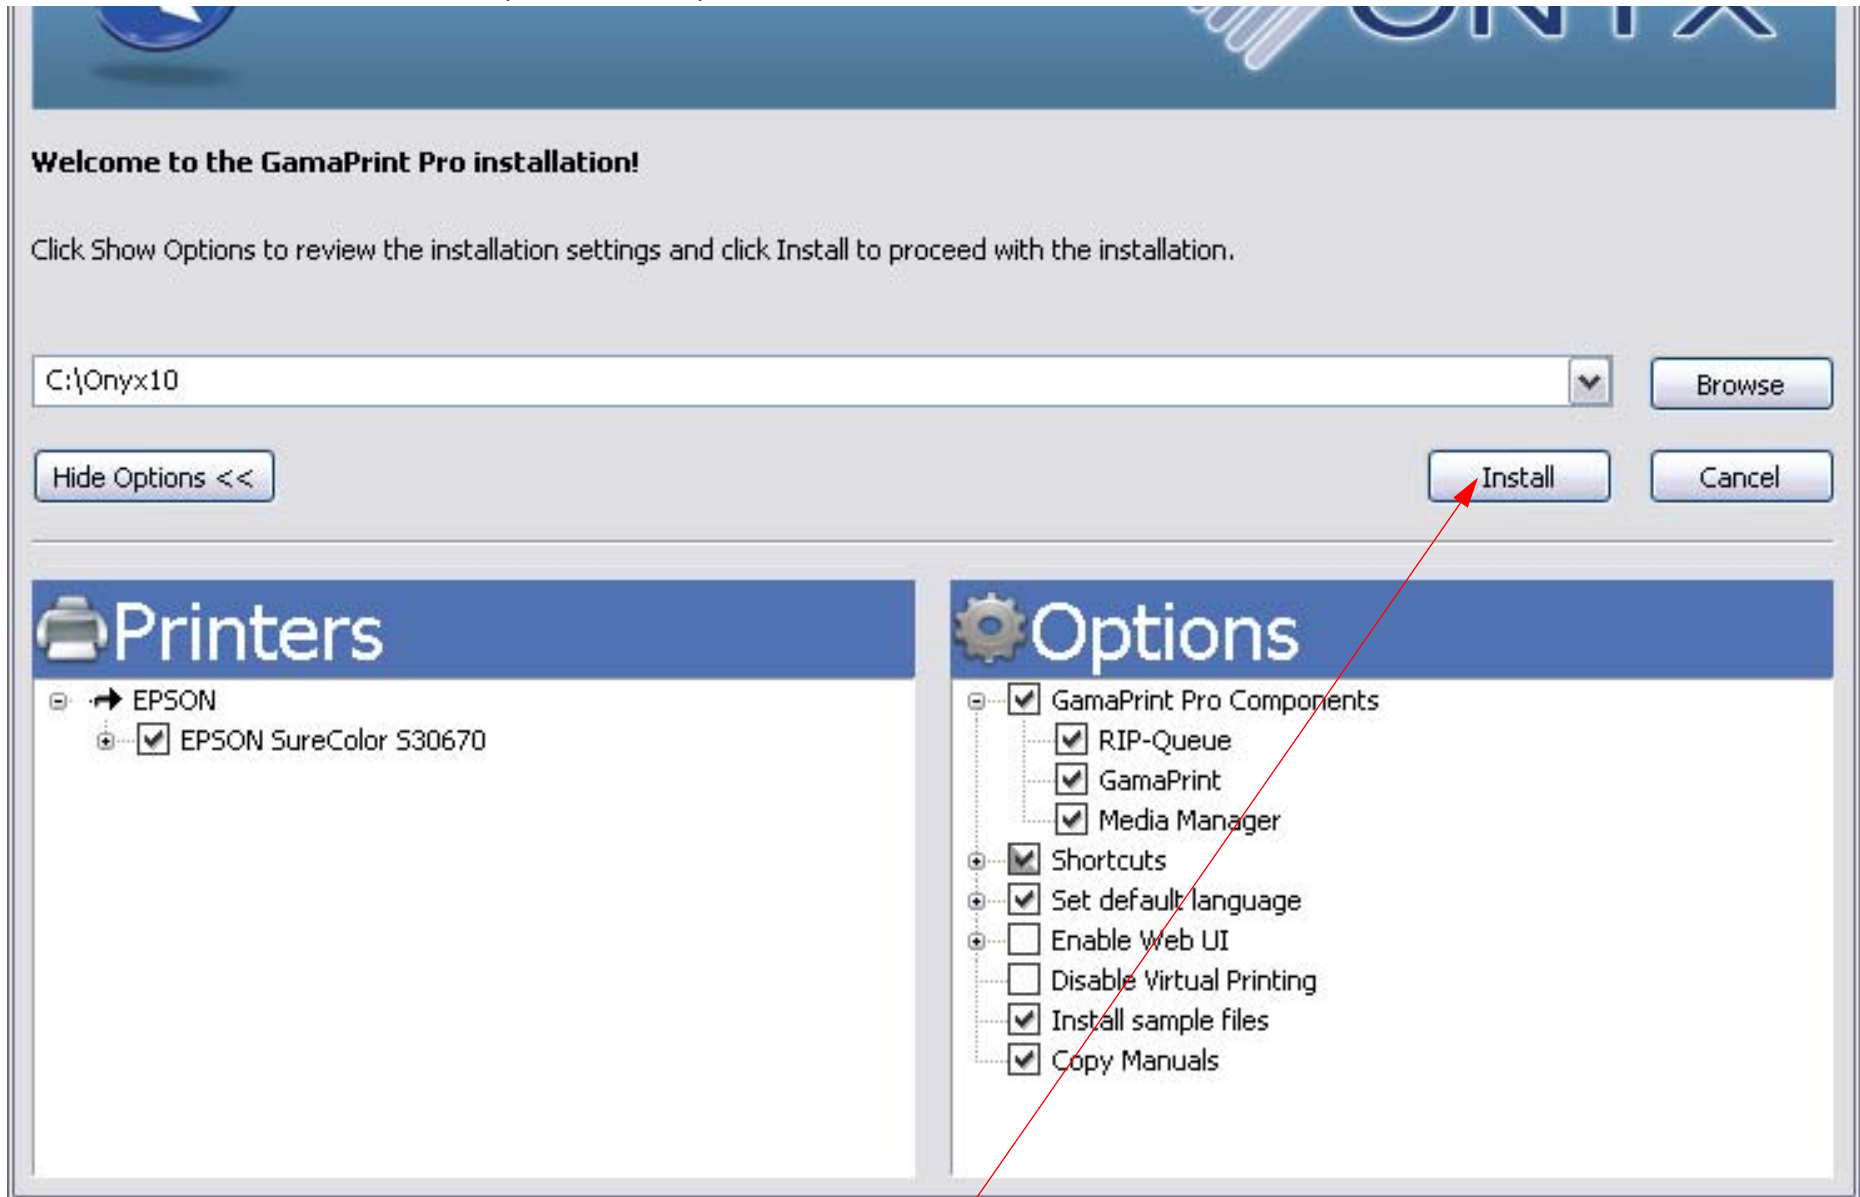 ONYX
Welcome to the GamaPrint Pro installation!
Click Show Options to review the installation settings and click Install to proceed with the installation.
C:\Onyx10
Browse
Hide Options <<
Install
Cancel
Printers
EPSON
EPSON SureColor S30670
Options
GamaPrint Pro Components
RIP-Queue
GamaPrint
Media Manager
Shortcuts
Set default language
Enable Web UI
Disable Virtual Printing
Install sample files
Copy Manuals